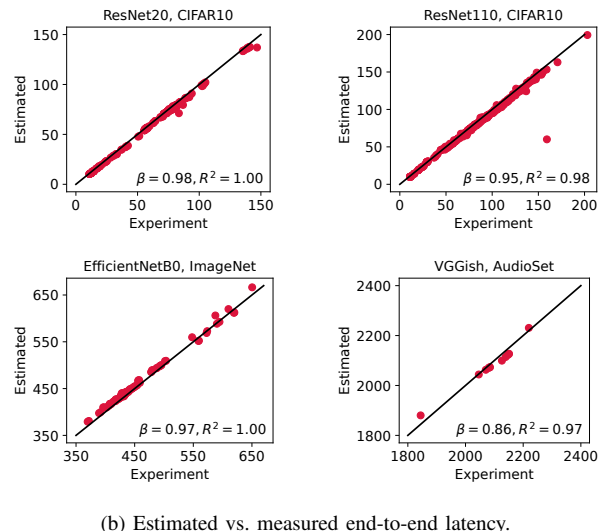 ResNet20, CIFAR10
150
100
50
0
Estimated
β = 0.98, R² = 1.00
0 50 100 150
Experiment
ResNet110, CIFAR10
200
150
100
50
0
Estimated
β = 0.95, R² = 0.98
0 50 100 150 200
Experiment
EfficientNetB0, ImageNet
650
550
450
350
Estimated
β = 0.97, R² = 1.00
350 450 550 650
Experiment
VGGish, AudioSet
2400
2200
2000
1800
Estimated
β = 0.86, R² = 0.97
1800 2000 2200 2400
Experiment
(b) Estimated vs. measured end-to-end latency.